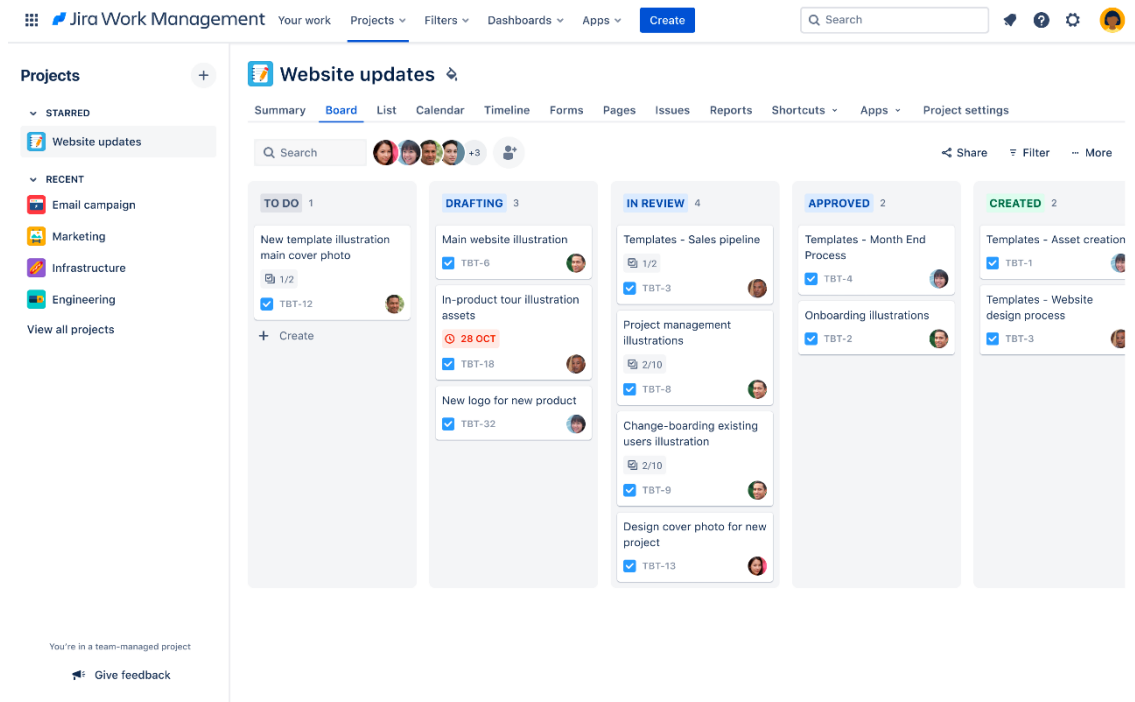 Jira Work Management Your work Projects Filters Dashboards Apps Create Search
Projects
STARRED
Website updates
RECENT
Email campaign
Marketing
Infrastructure
Engineering
View all projects
You're in a team-managed project
Give feedback
Website updates
Summary Board List Calendar Timeline Forms Pages Issues Reports Shortcuts Apps Project settings
Search +3 Share Filter More
TO DO 1
New template illustration
main cover photo
1/2
TBT-12
Create
DRAFTING 3
Main website illustration
TBT-6
In-product tour illustration
assets
28 OCT
TBT-18
New logo for new product
TBT-32
IN REVIEW 4
Templates - Sales pipeline
1/2
TBT-3
Project management
illustrations
2/10
TBT-8
Change-boarding existing
users illustration
2/10
TBT-9
Design cover photo for new
project
TBT-13
APPROVED 2
Templates - Month End
Process
TBT-4
Onboarding illustrations
TBT-2
CREATED 2
Templates - Asset creation
TBT-1
Templates - Website
design process
TBT-3